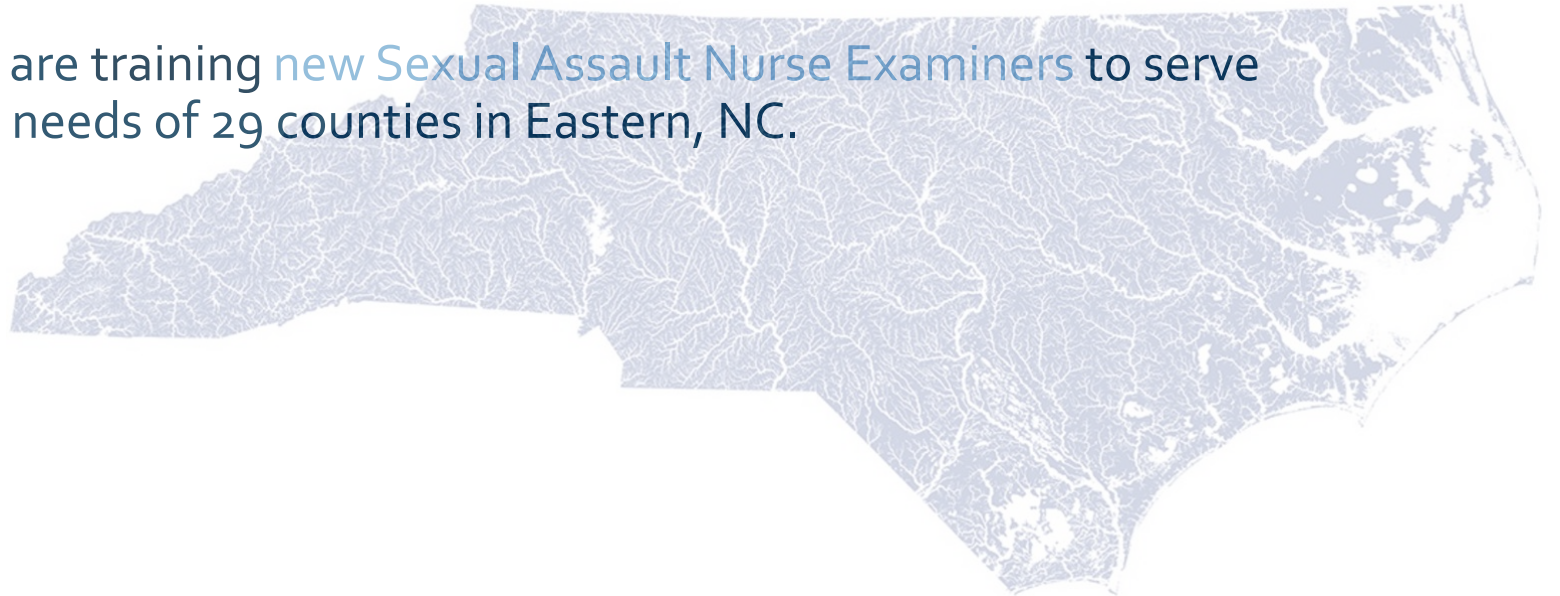 are training new Sexual Assault Nurse Examiners to serve
needs of 29 counties in Eastern, NC.